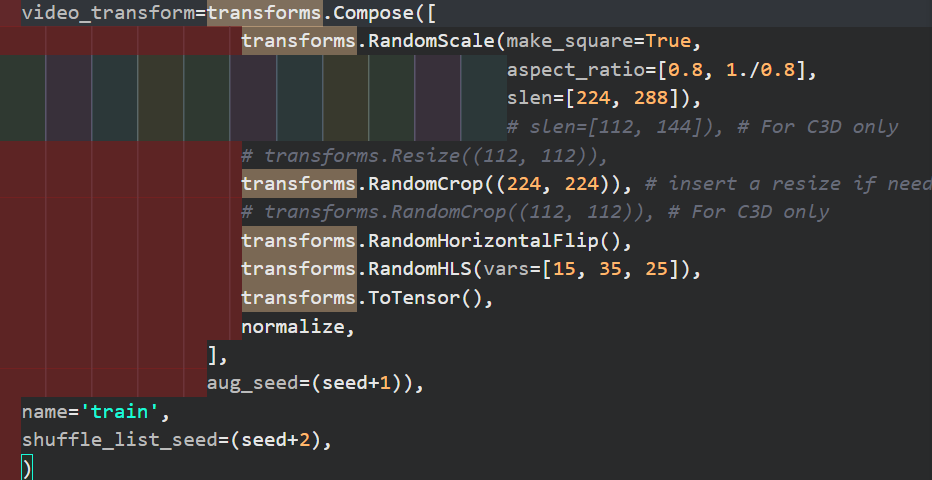 video_transform=transforms.Compose([
transforms.RandomScale(make_square=True,
aspect_ratio=[0.8, 1./0.8],
slen=[224, 288]),
# slen=[112, 144]), # For C3D only
# transforms.Resize((112, 112)),
transforms.RandomCrop((224, 224)), # insert a resize if need
# transforms.RandomCrop((112, 112)), # For C3D only
transforms.RandomHorizontalFlip(),
transforms.RandomHLS(vars=[15, 35, 25]),
transforms.ToTensor(),
normalize,
],
aug_seed=(seed+1)),
name='train',
shuffle_list_seed=(seed+2),
)